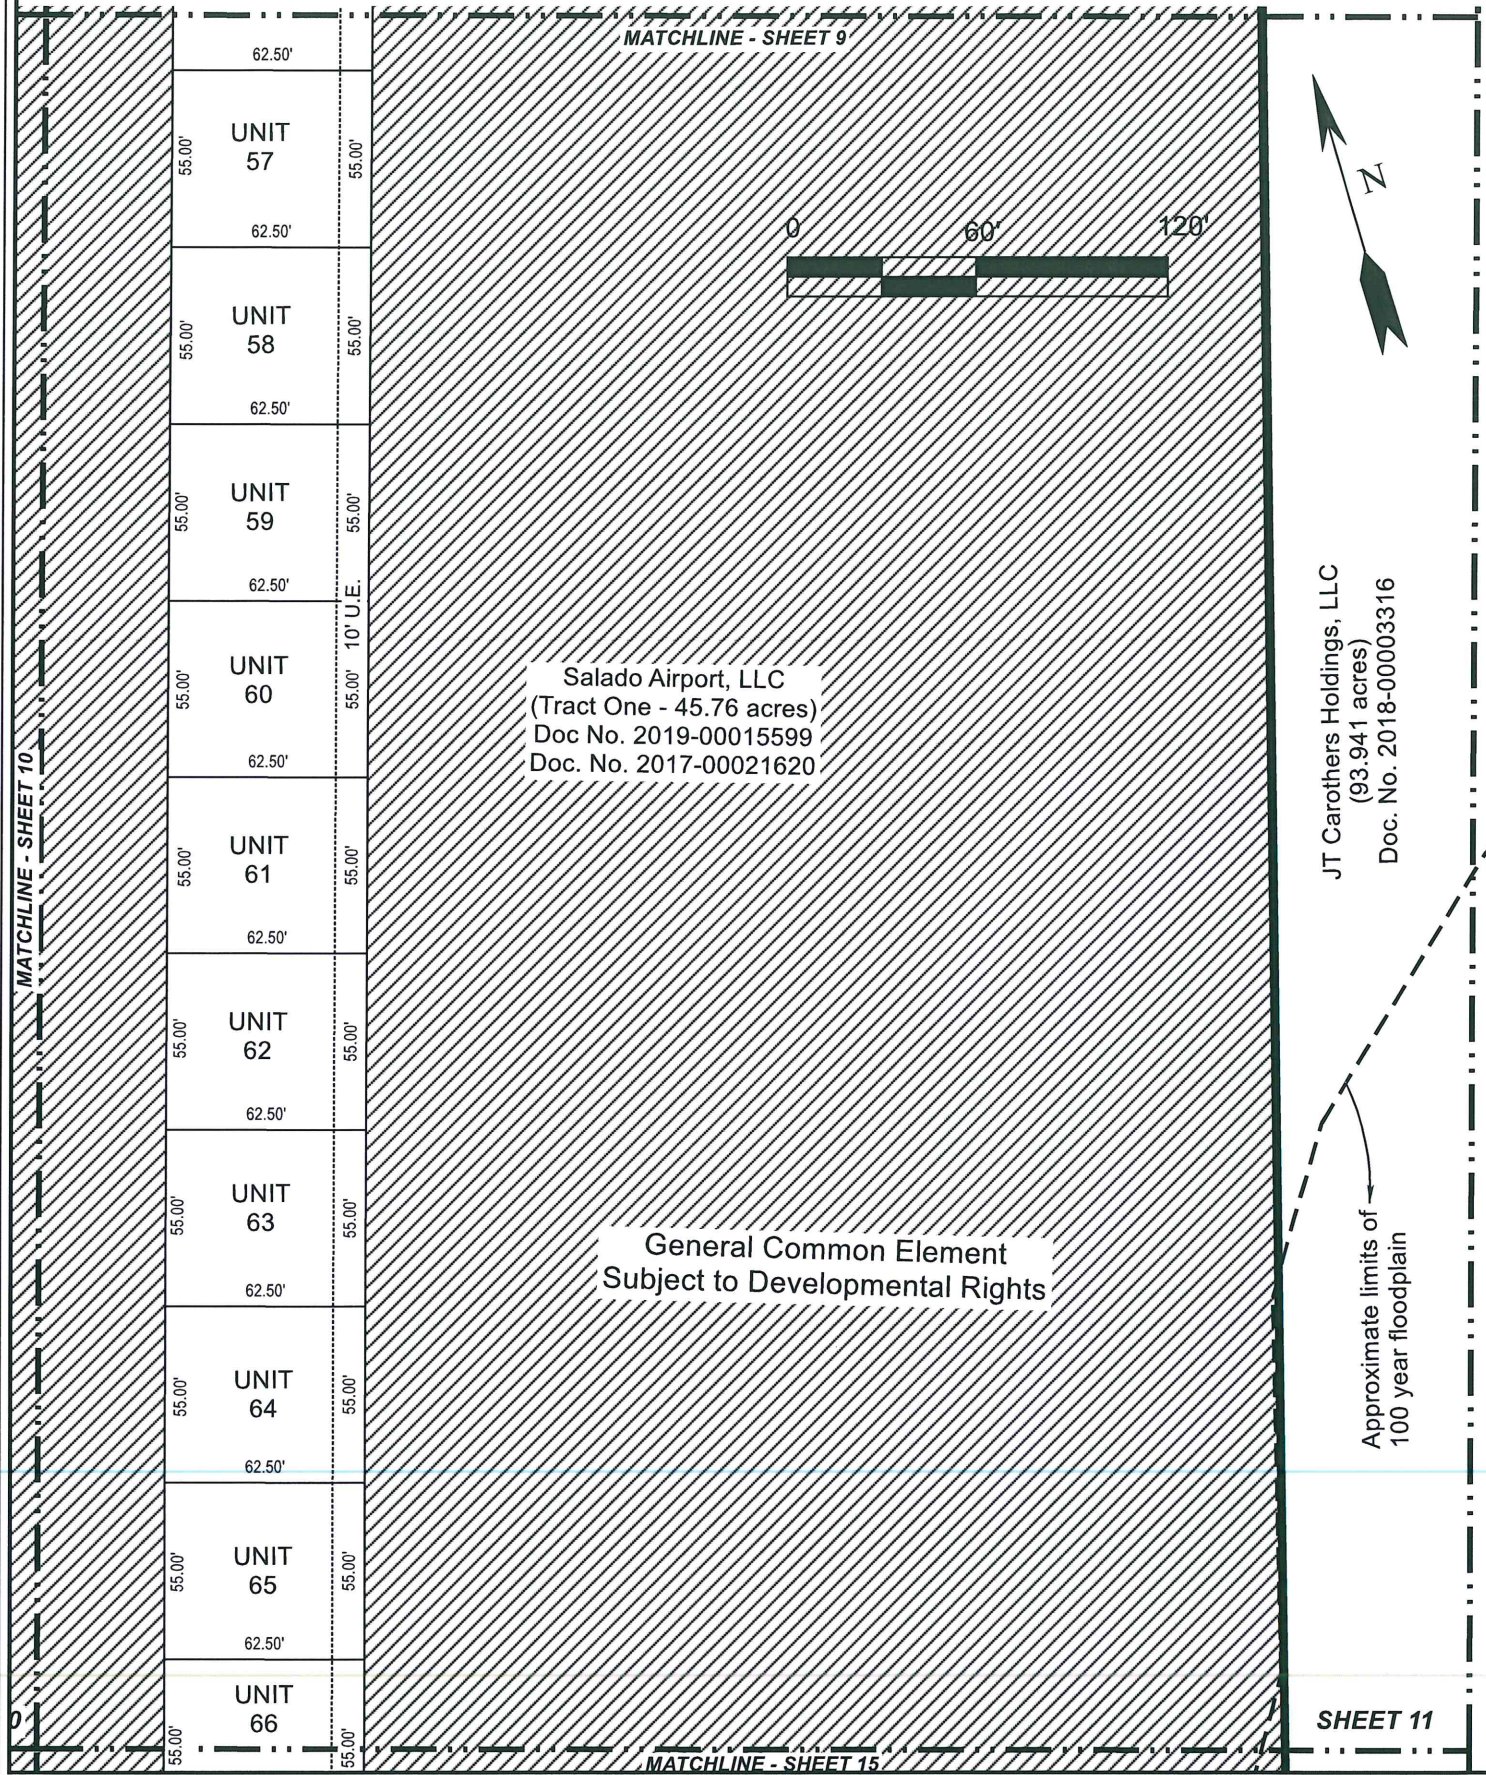 MATCHLINE - SHEET 9
62.50'
UNIT
57
55.00'
55.00'
62.50'
0
60'
120'
N
UNIT
58
55.00'
55.00'
62.50'
UNIT
59
55.00'
55.00'
62.50'
10' U.E.
UNIT
60
55.00'
55.00'
62.50'
Salado Airport, LLC
(Tract One - 45.76 acres)
Doc No. 2019-00015599
Doc. No. 2017-00021620
JT Carothers Holdings, LLC
(93.941 acres)
Doc. No. 2018-00003316
MATCHLINE - SHEET 10
UNIT
61
55.00'
55.00'
62.50'
UNIT
62
55.00'
55.00'
62.50'
UNIT
63
55.00'
55.00'
62.50'
General Common Element
Subject to Developmental Rights
Approximate limits of
100 year floodplain
UNIT
64
55.00'
55.00'
62.50'
UNIT
65
55.00'
55.00'
62.50'
UNIT
66
55.00'
55.00'
0
SHEET 11
MATCHLINE - SHEET 15